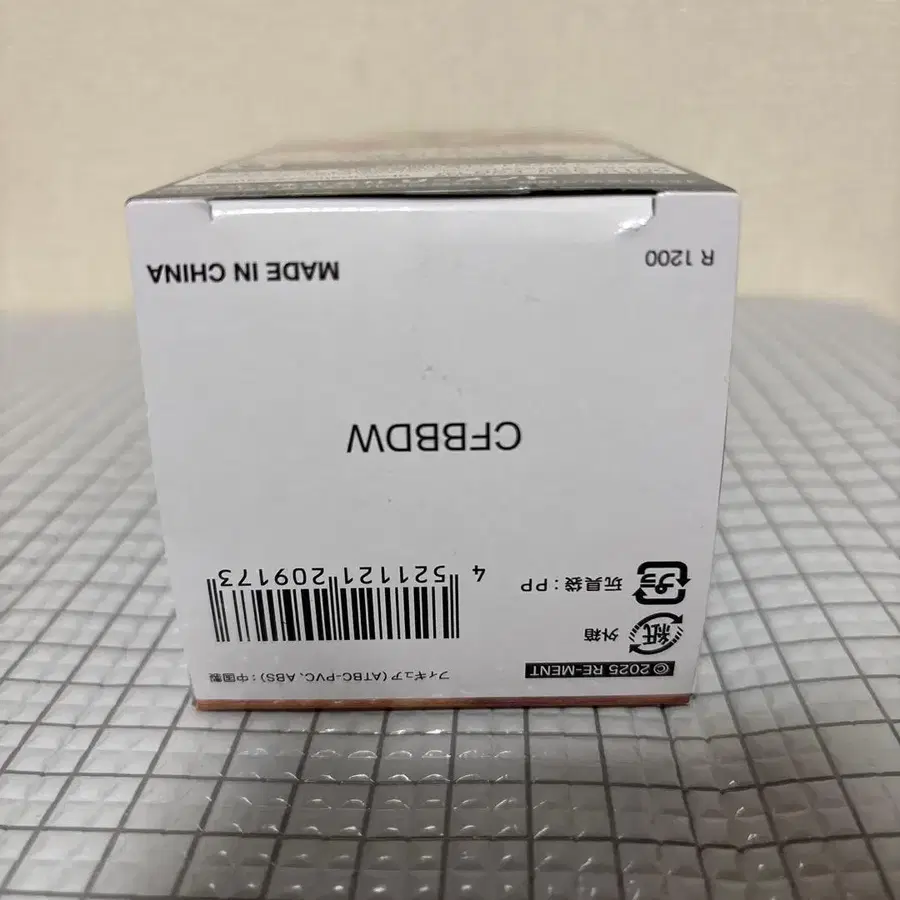 © 2025 RE-MENT
フィギュア(ATBC-PVC、ABS):中国製
紙
外箱
プラ
玩具袋:PP
4 521121 209173
CFBBDW
R 1200
MADE IN CHINA